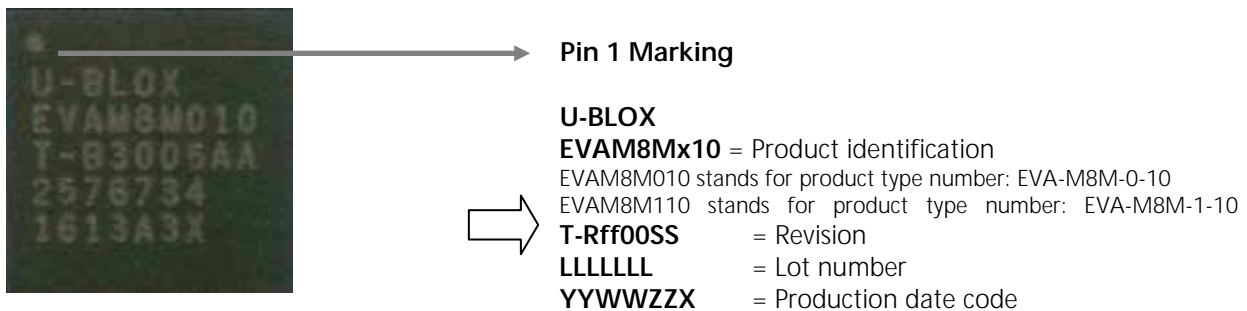 Pin 1 Marking
U-BLOX
EVAM8M010
T-B3005AA
2576734
1613A3X
U-BLOX
EVAM8Mx10 = Product identification
EVAM8M010 stands for product type number: EVA-M8M-0-10
EVAM8M110 stands for product type number: EVA-M8M-1-10
T-Rff00SS = Revision
LLLLLLL = Lot number
YYWWZZX = Production date code